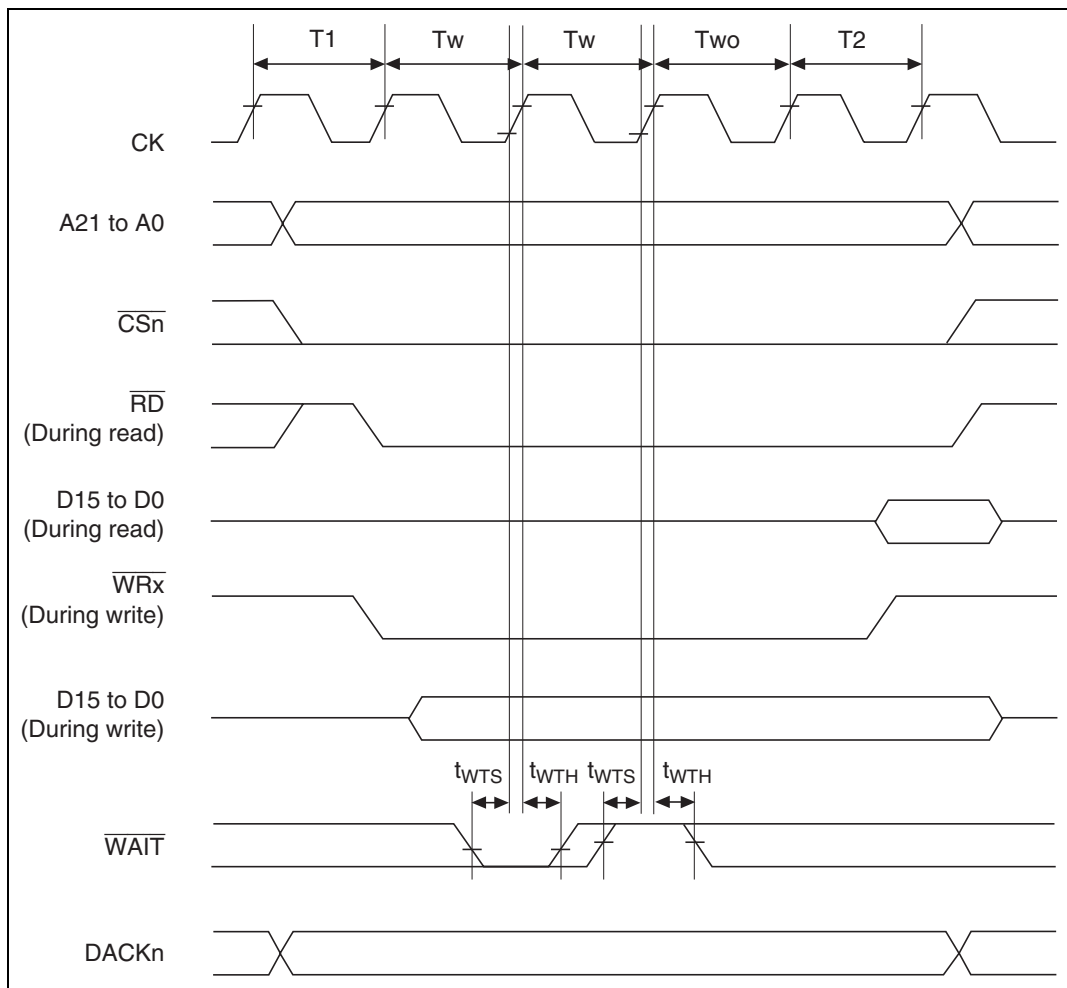 T1 Tw Tw Two T2
CK
A21 to A0
CSn
RD
(During read)
D15 to D0
(During read)
WRx
(During write)
D15 to D0
(During write)
tWTS tWTH tWTS tWTH
WAIT
DACKn